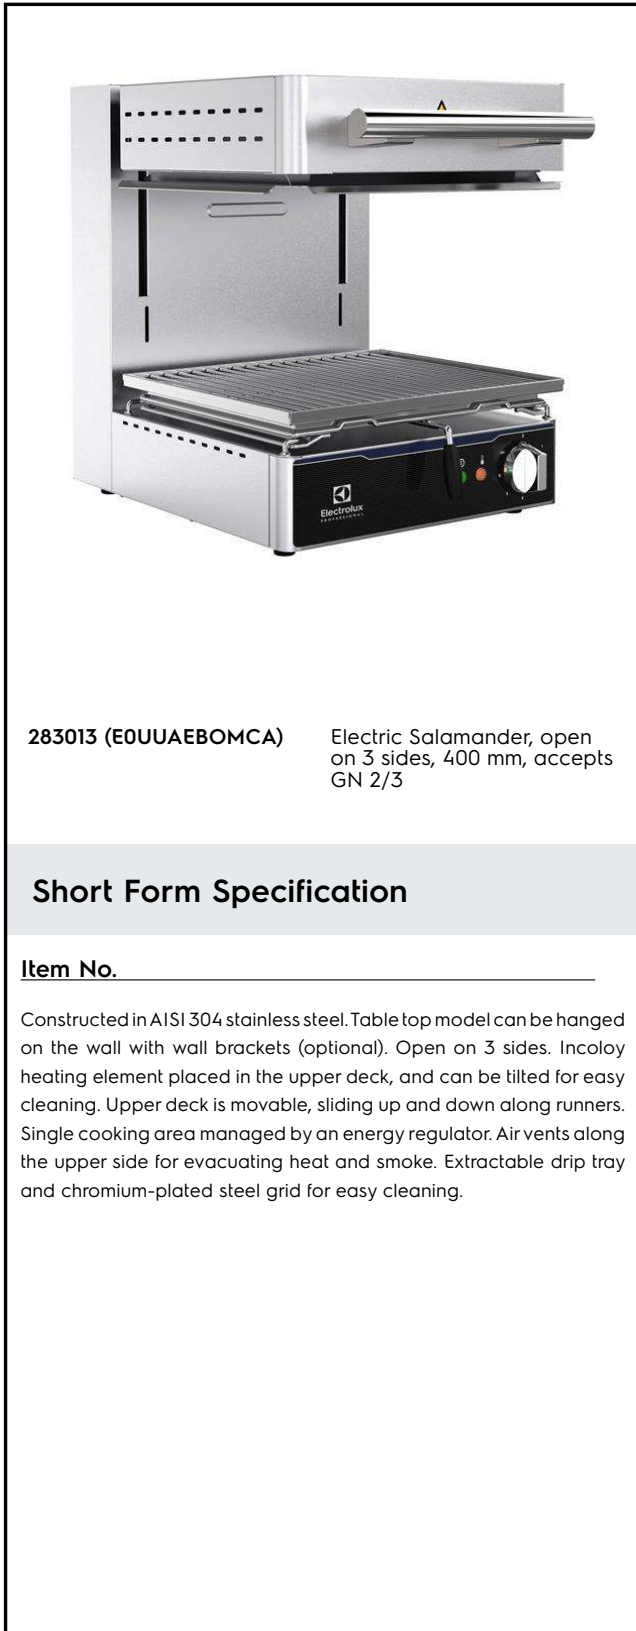 Electrolux
PROFESSIONAL
283013 (E0UUAEBOMCA)
Electric Salamander, open
on 3 sides, 400 mm, accepts
GN 2/3
Short Form Specification
Item No.
Constructed in AISI 304 stainless steel. Table top model can be hanged
on the wall with wall brackets (optional). Open on 3 sides. Incoloy
heating element placed in the upper deck, and can be tilted for easy
cleaning. Upper deck is movable, sliding up and down along runners.
Single cooking area managed by an energy regulator. Air vents along
the upper side for evacuating heat and smoke. Extractable drip tray
and chromium-plated steel grid for easy cleaning.